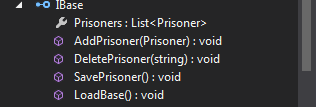 IBase
Prisoners : List<Prisoner>
AddPrisoner(Prisoner) : void
DeletePrisoner(string) : void
SavePrisoner() : void
LoadBase() : void